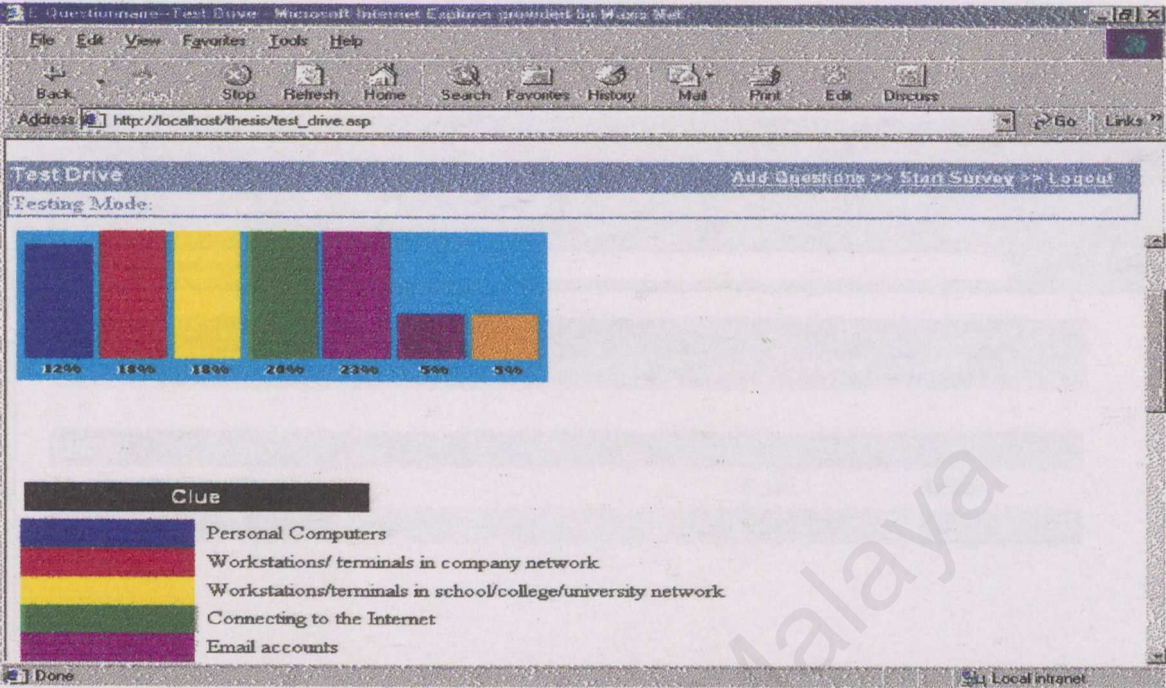 E-Questionnaire--Test Drive - Microsoft Internet Explorer provided by Maxis Net
File Edit View Favorites Tools Help
Back Stop Refresh Home Search Favorites History Mail Print Edit Discuss
Address http://localhost/thesis/test_drive.asp Go Links »
Test Drive Add Questions >> Start Survey >> Logout
Testing Mode:
12% 18% 18% 20% 23% 5% 5%
Clue
Personal Computers
Workstations/ terminals in company network
Workstations/terminals in school/college/university network
Connecting to the Internet
Email accounts
Done Local intranet
Malaya